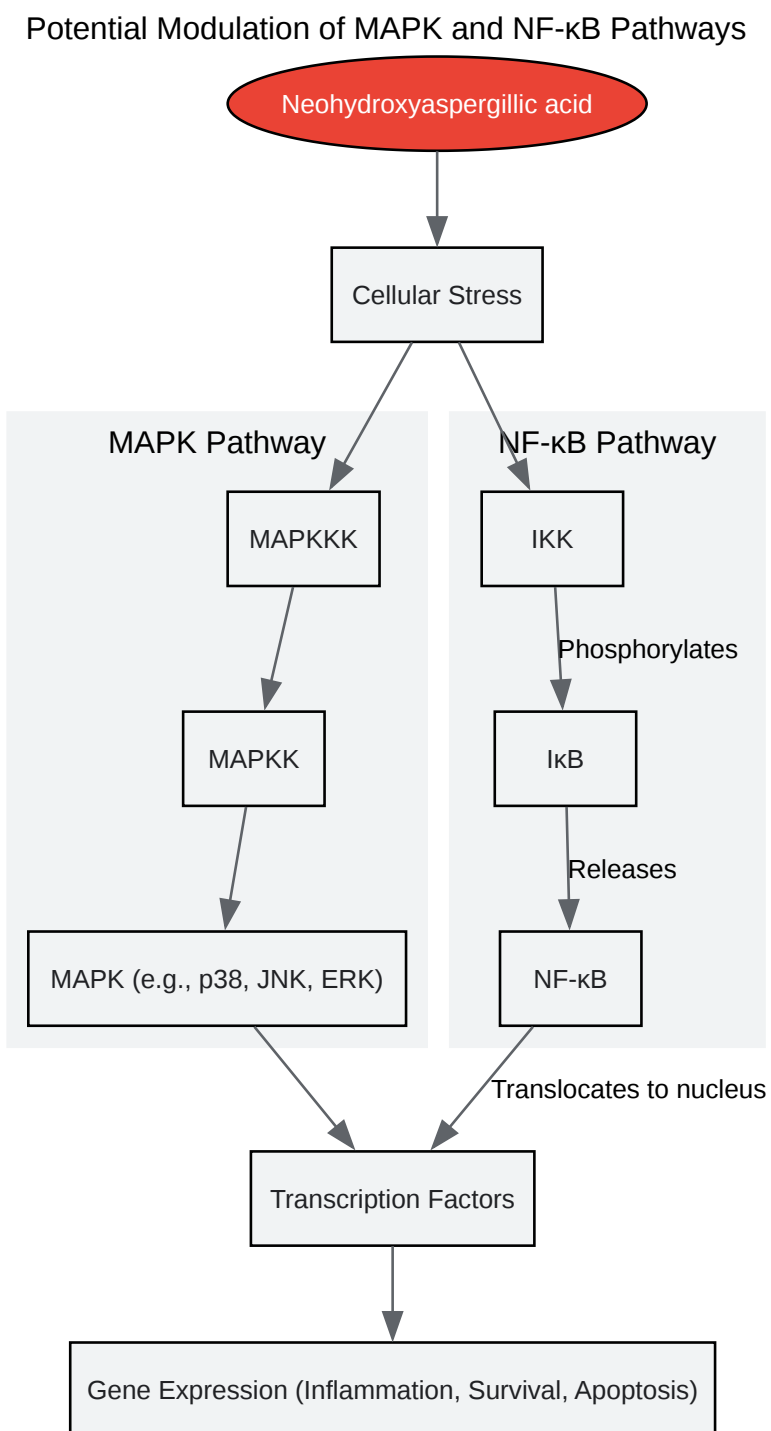 Potential Modulation of MAPK and NF-κB Pathways
Neohydroxyaspergillic acid
Cellular Stress
MAPK Pathway
NF-κB Pathway
MAPKKK
IKK
Phosphorylates
MAPKK
IκB
Releases
MAPK (e.g., p38, JNK, ERK)
NF-κB
Translocates to nucleus
Transcription Factors
Gene Expression (Inflammation, Survival, Apoptosis)